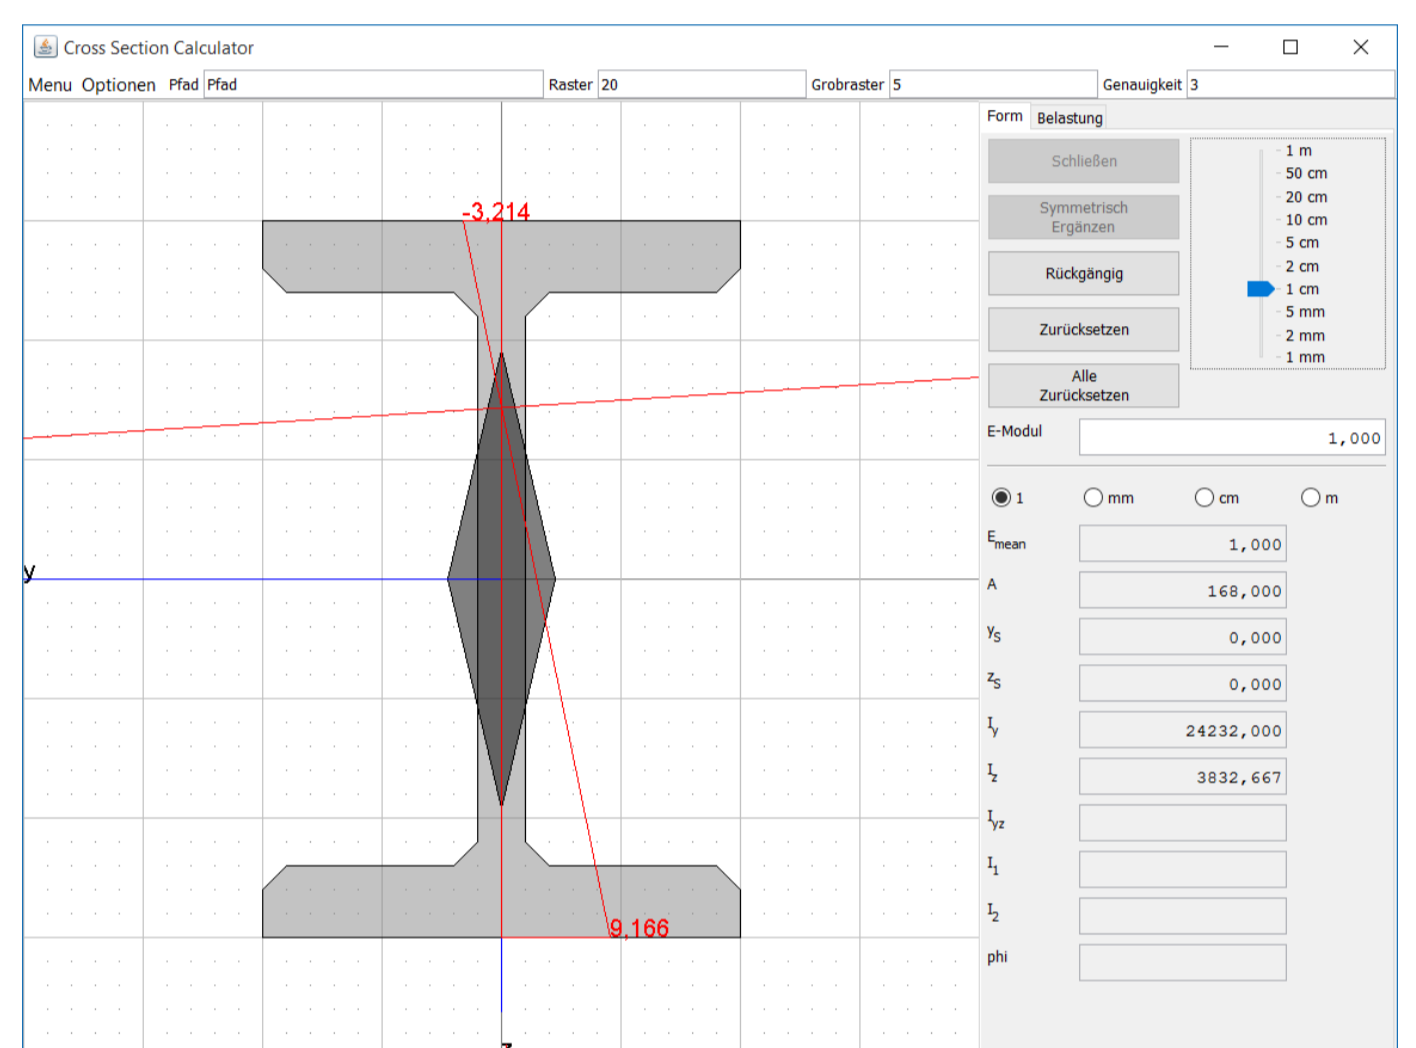 Cross Section Calculator
Menu Optionen Pfad Pfad Raster 20 Grobraster 5 Genauigkeit 3
Form Belastung
Schließen
Symmetrisch
Ergänzen
Rückgängig
Zurücksetzen
Alle
Zurücksetzen
1 m
50 cm
20 cm
10 cm
5 cm
2 cm
1 cm
5 mm
2 mm
1 mm
E-Modul 1,000
1 mm cm m
Emean 1,000
A 168,000
yS 0,000
zS 0,000
Iy 24232,000
Iz 3832,667
Iyz
I1
I2
phi
-3,214
y
9,166
z